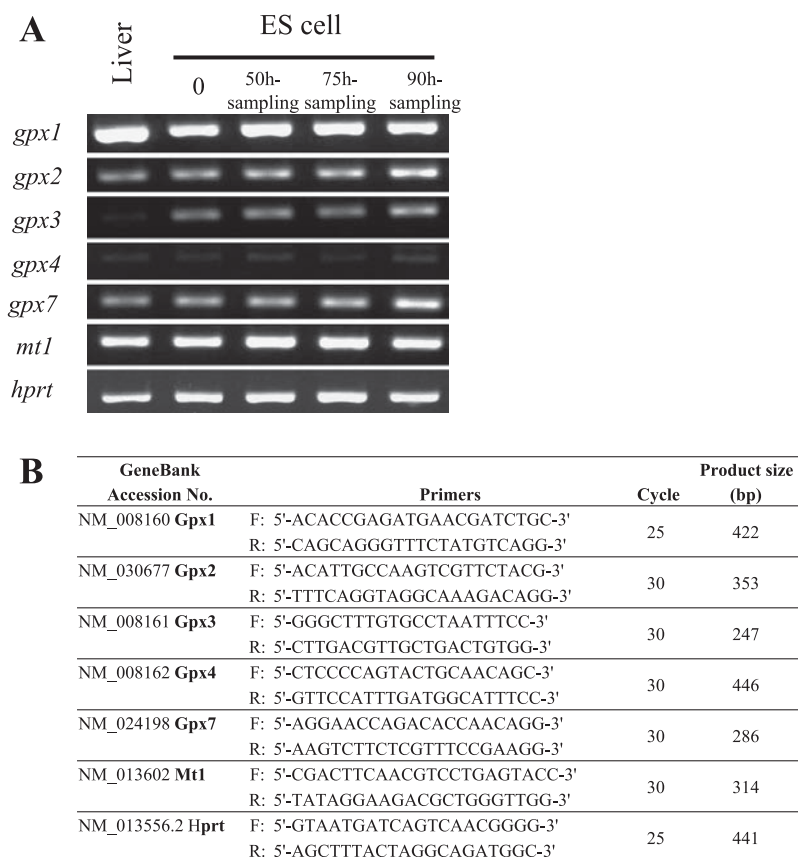 A
Liver
ES cell
0
50h-
sampling
75h-
sampling
90h-
sampling
gpx1
gpx2
gpx3
gpx4
gpx7
mt1
hprt
B
GeneBank
Accession No.
Primers
Cycle
Product size
(bp)
NM_008160 Gpx1 F: 5'-ACACCGAGATGAACGATCTGC-3'
R: 5'-CAGCAGGGTTTCTATGTCAGG-3'
25 422
NM_030677 Gpx2 F: 5'-ACATTGCCAAGTCGTTCTACG-3'
R: 5'-TTTCAGGTAGGCAAAGACAGG-3'
30 353
NM_008161 Gpx3 F: 5'-GGGCTTTGTGCCTAATTTCC-3'
R: 5'-CTTGACGTTGCTGACTGTGG-3'
30 247
NM_008162 Gpx4 F: 5'-CTCCCCAGTACTGCAACAGC-3'
R: 5'-GTTCCATTTGATGGCATTTCC-3'
30 446
NM_024198 Gpx7 F: 5'-AGGAACCAGACACCAACAGG-3'
R: 5'-AAGTCTTCTCGTTTCCGAAGG-3'
30 286
NM_013602 Mt1 F: 5'-CGACTTCAACGTCCTGAGTACC-3'
R: 5'-TATAGGAAGACGCTGGGTTGG-3'
30 314
NM_013556.2 Hprt F: 5'-GTAATGATCAGTCAACGGGG-3'
R: 5'-AGCTTTACTAGGCAGATGGC-3'
25 441